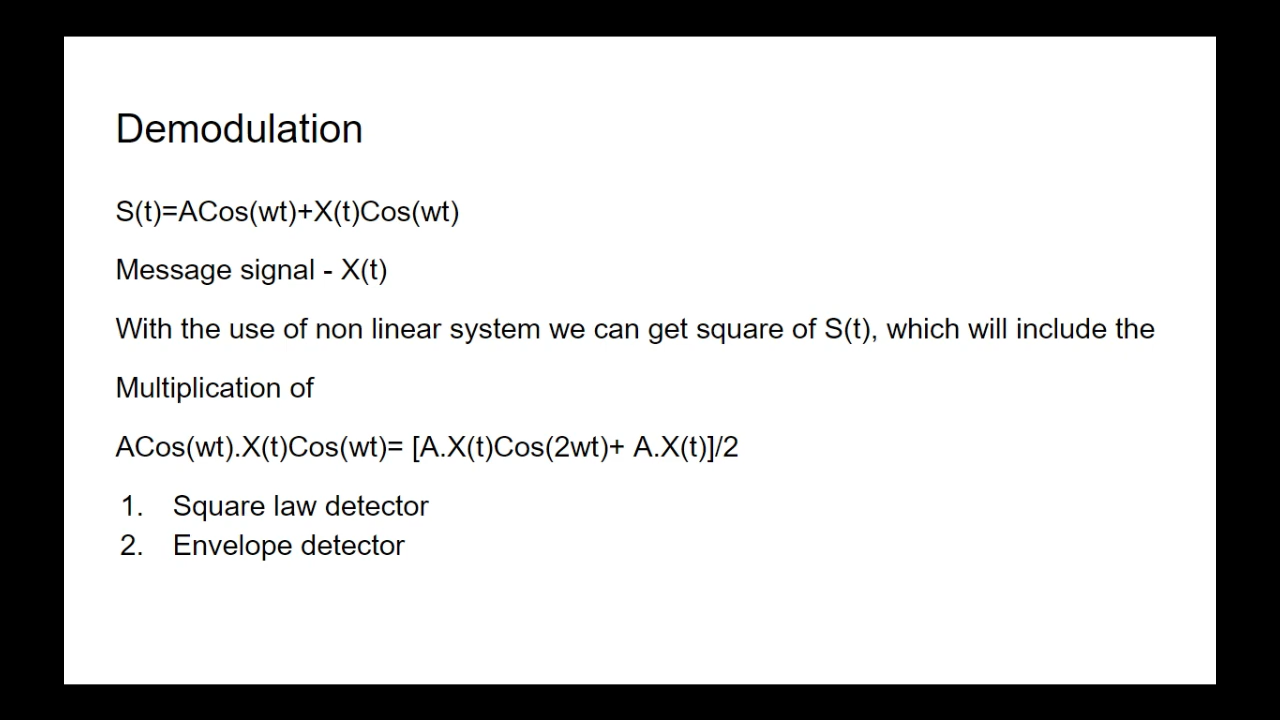 Demodulation
S(t)=ACos(wt)+X(t)Cos(wt)
Message signal - X(t)
With the use of non linear system we can get square of S(t), which will include the
Multiplication of
ACos(wt).X(t)Cos(wt)= [A.X(t)Cos(2wt)+ A.X(t)]/2
1. Square law detector
2. Envelope detector